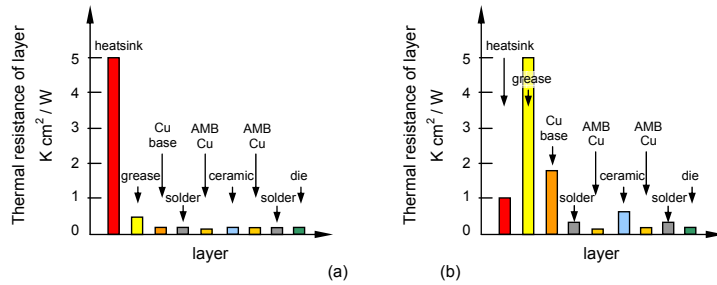 Thermal resistance of layer
K cm² / W
5
4
3
2
1
0
heatsink
grease
Cu
base
solder
AMB
Cu
ceramic
AMB
Cu
solder
die
layer
(a)
Thermal resistance of layer
K cm² / W
5
4
3
2
1
0
heatsink
grease
Cu
base
solder
AMB
Cu
ceramic
AMB
Cu
solder
die
layer
(b)